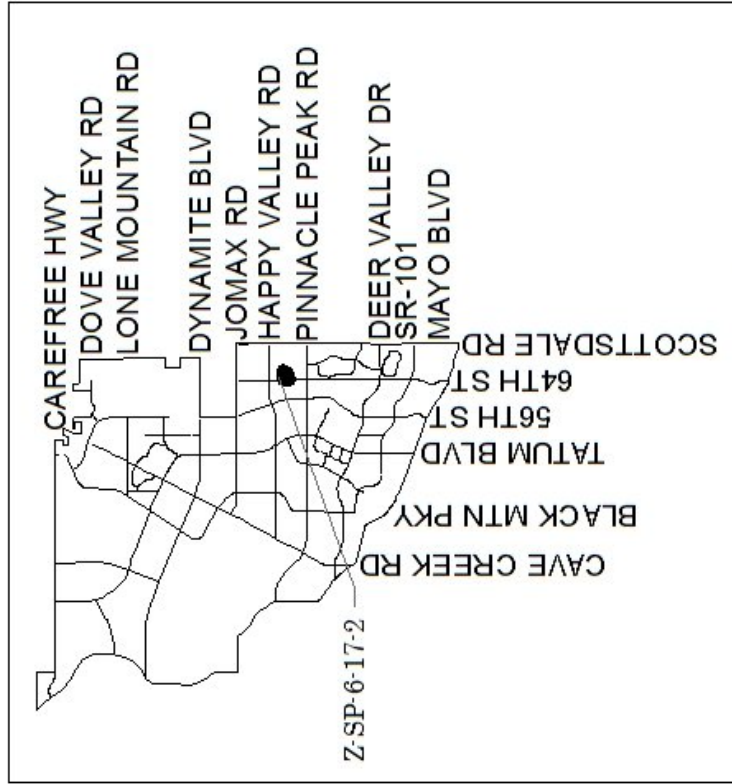 CAREFREE HWY
DOVE VALLEY RD
LONE MOUNTAIN RD
DYNAMITE BLVD
JOMAX RD
HAPPY VALLEY RD
PINNACLE PEAK RD
DEER VALLEY DR
SR-101
MAYO BLVD
SCOTTSDALE RD
64TH ST
56TH ST
TATUM BLVD
BLACK MTN PKY
CAVE CREEK RD
Z-SP-6-17-2